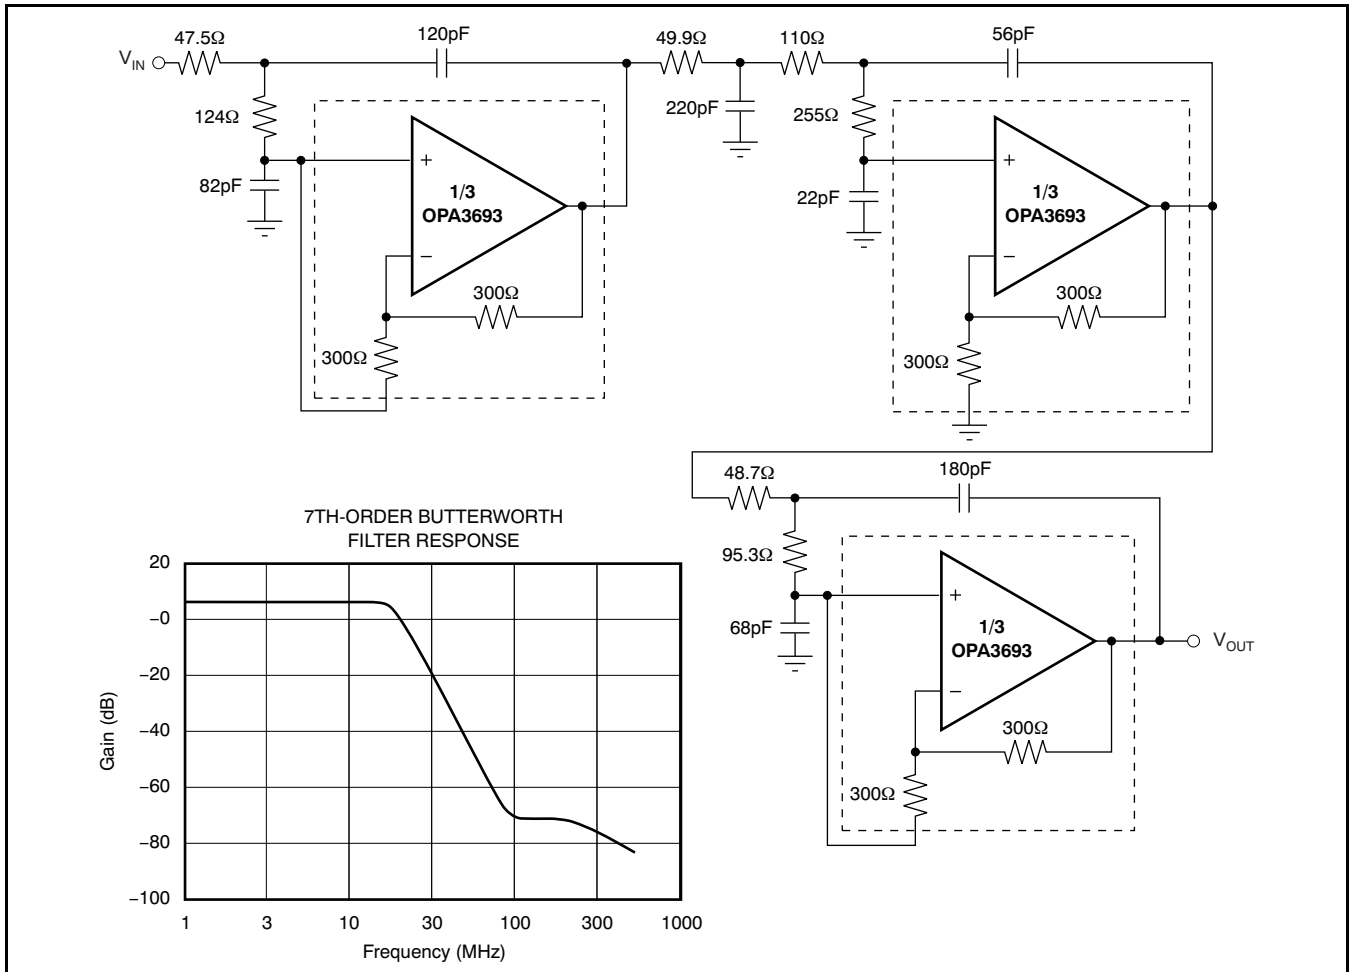 47.5Ω
120pF
49.9Ω
110Ω
56pF
V_IN
124Ω
220pF
255Ω
82pF
+
1/3
OPA3693
−
300Ω
300Ω
22pF
+
1/3
OPA3693
−
300Ω
300Ω
48.7Ω
180pF
95.3Ω
68pF
+
1/3
OPA3693
−
300Ω
300Ω
V_OUT
7TH-ORDER BUTTERWORTH
FILTER RESPONSE
20
−0
−20
−40
−60
−80
−100
Gain (dB)
1 3 10 30 100 300 1000
Frequency (MHz)